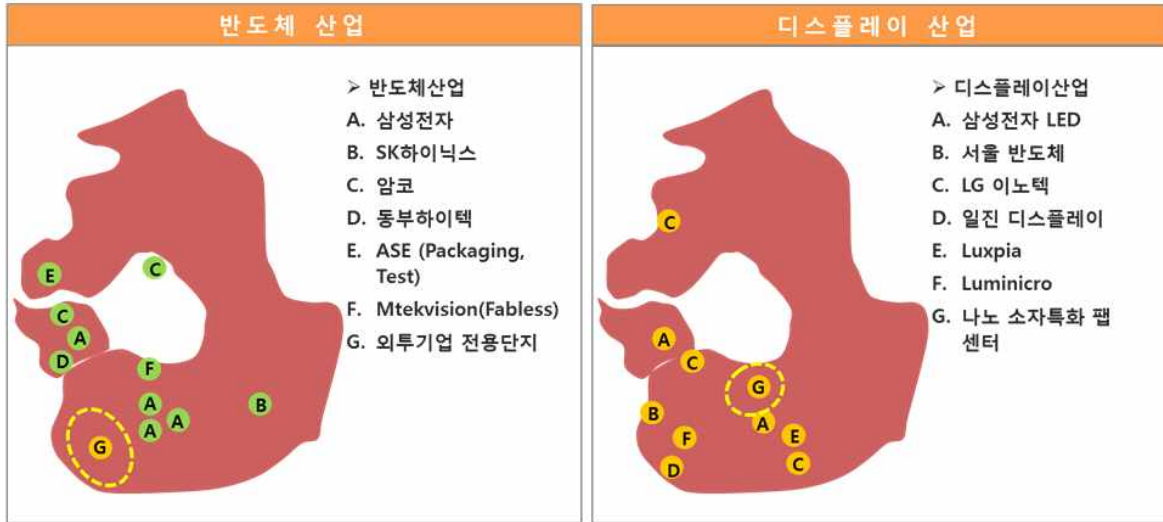 반도체 산업
➢ 반도체산업
A. 삼성전자
B. SK하이닉스
C. 암코
D. 동부하이텍
E. ASE (Packaging,
Test)
F. Mtekvision(Fabless)
G. 외투기업 전용단지
E
C
C
A
D
F
A
A
A
B
G
디스플레이 산업
➢ 디스플레이산업
A. 삼성전자 LED
B. 서울 반도체
C. LG 이노텍
D. 일진 디스플레이
E. Luxpia
F. Luminicro
G. 나노 소자특화 팹
센터
C
A
C
G
B
A
F
E
D
C